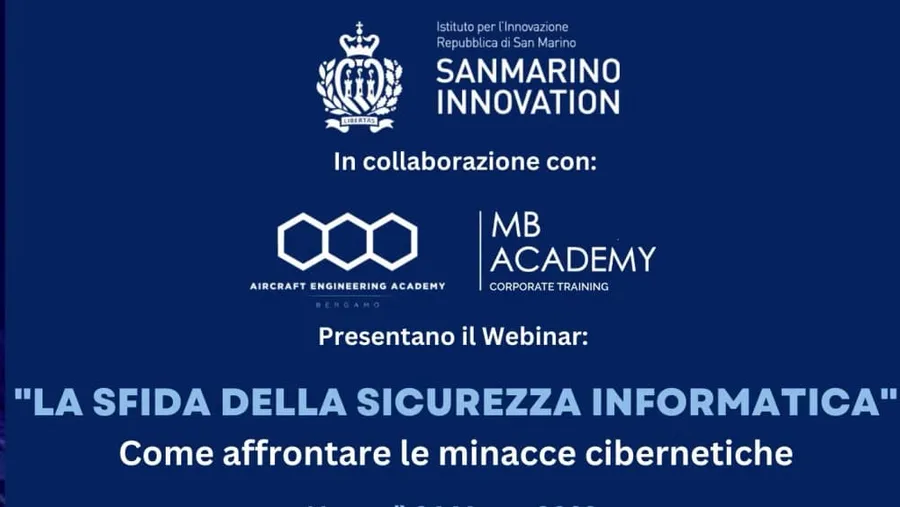 Istituto per l'Innovazione
Repubblica di San Marino
SANMARINO
INNOVATION
LIBERTAS
In collaborazione con:
MB
ACADEMY
CORPORATE TRAINING
AIRCRAFT ENGINEERING ACADEMY
BERGAMO
Presentano il Webinar:
"LA SFIDA DELLA SICUREZZA INFORMATICA"
Come affrontare le minacce cibernetiche